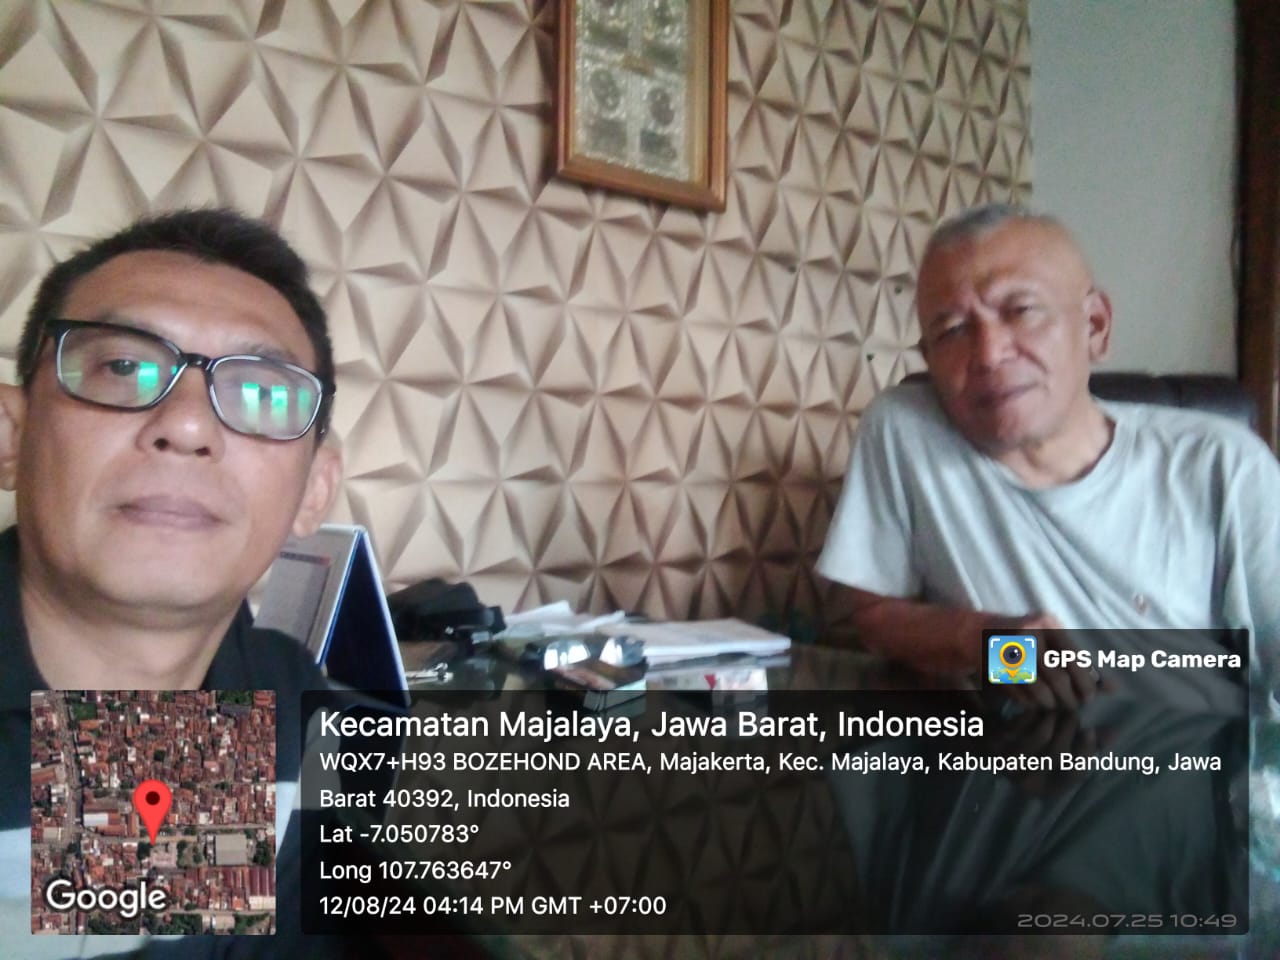 GPS Map Camera
Kecamatan Majalaya, Jawa Barat, Indonesia
WQX7+H93 BOZEHOND AREA, Majakerta, Kec. Majalaya, Kabupaten Bandung, Jawa
Barat 40392, Indonesia
Lat -7.050783°
Long 107.763647°
12/08/24 04:14 PM GMT +07:00
Google
2024.07.25 10:49